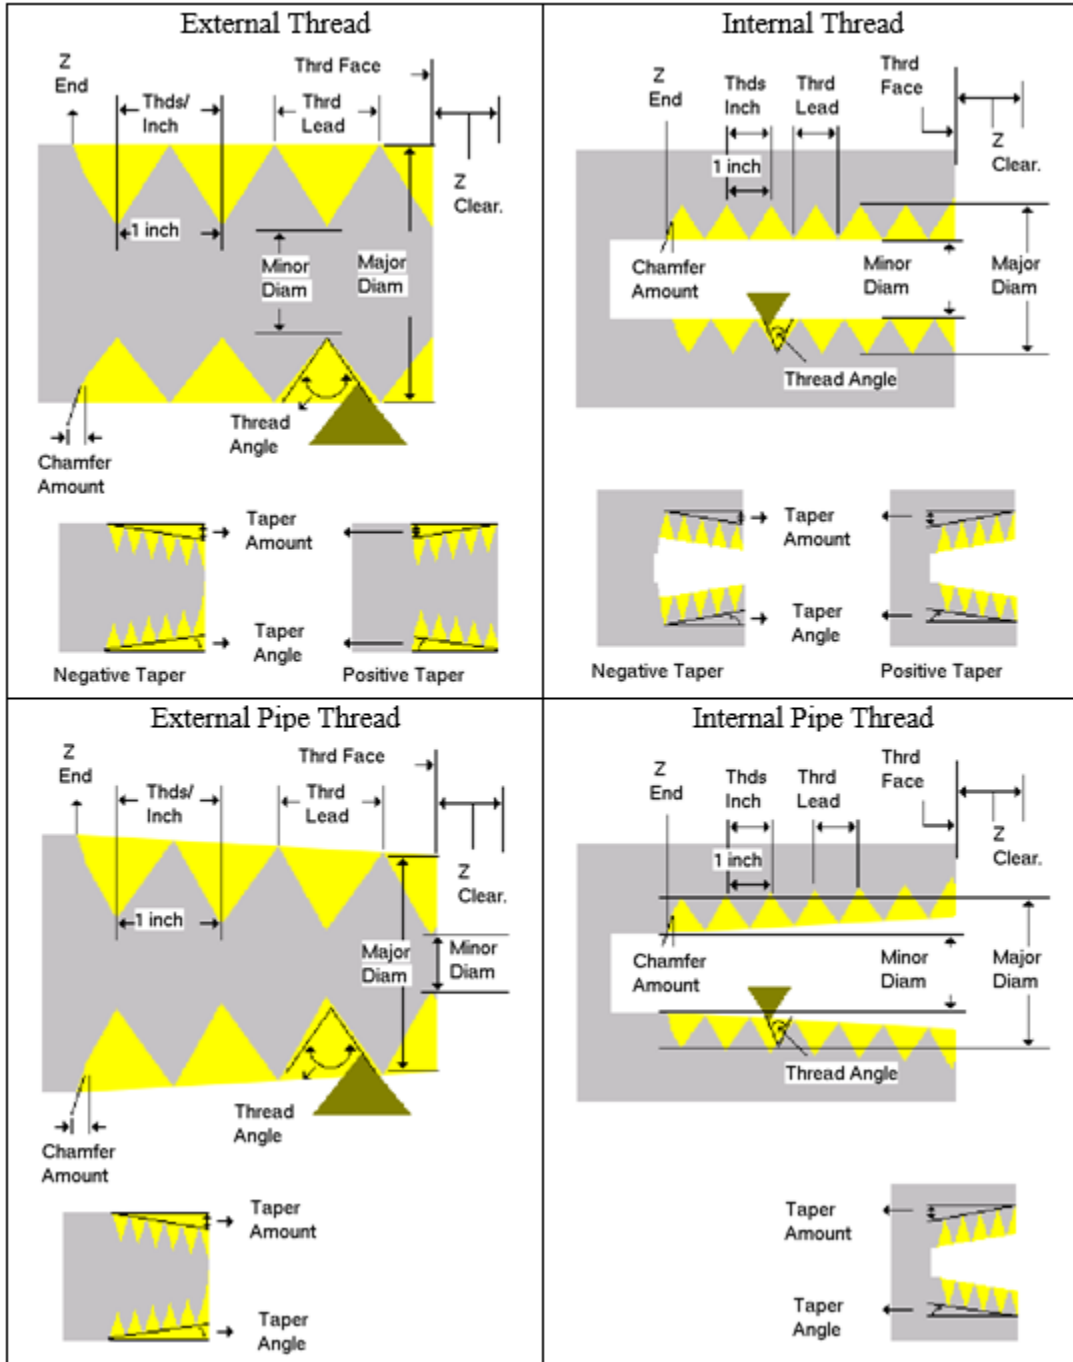 External Thread
Z
End
Thrd Face
Thds/
Inch
Thrd
Lead
Z
Clear.
1 inch
Minor
Diam
Major
Diam
Thread
Angle
Chamfer
Amount
Taper
Amount
Taper
Angle
Negative Taper
Positive Taper
Internal Thread
Z
End
Thds
Inch
Thrd
Lead
Thrd
Face
Z
Clear.
1 inch
Chamfer
Amount
Minor
Diam
Major
Diam
Thread Angle
Taper
Amount
Taper
Angle
Negative Taper
Positive Taper
External Pipe Thread
Z
End
Thrd Face
Thds/
Inch
Thrd
Lead
Z
Clear.
1 inch
Major
Diam
Minor
Diam
Thread
Angle
Chamfer
Amount
Taper
Amount
Taper
Angle
Internal Pipe Thread
Z
End
Thds
Inch
Thrd
Lead
Thrd
Face
Z
Clear.
1 inch
Chamfer
Amount
Minor
Diam
Major
Diam
Thread Angle
Taper
Amount
Taper
Angle